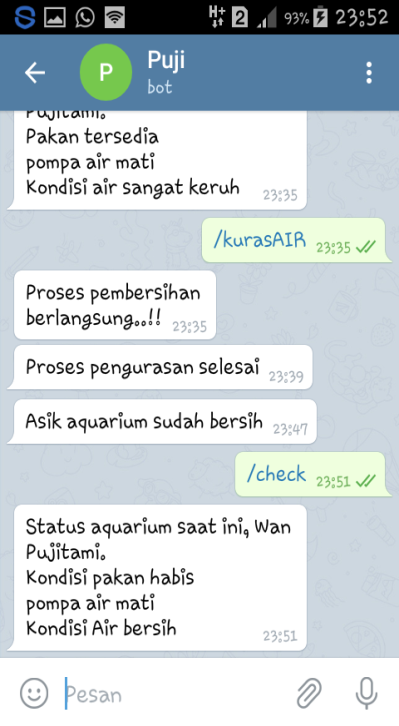 H+ 2 93% 23:52
P
Puji
bot
Pujitami.
Pakan tersedia
pompa air mati
Kondisi air sangat keruh 23:35
/kurasAIR 23:35
Proses pembersihan
berlangsung..!! 23:35
Proses pengurasan selesai 23:39
Asik aquarium sudah bersih 23:47
/check 23:51
Status aquarium saat ini, Wan
Pujitami.
Kondisi pakan habis
pompa air mati
Kondisi Air bersih 23:51
Pesan